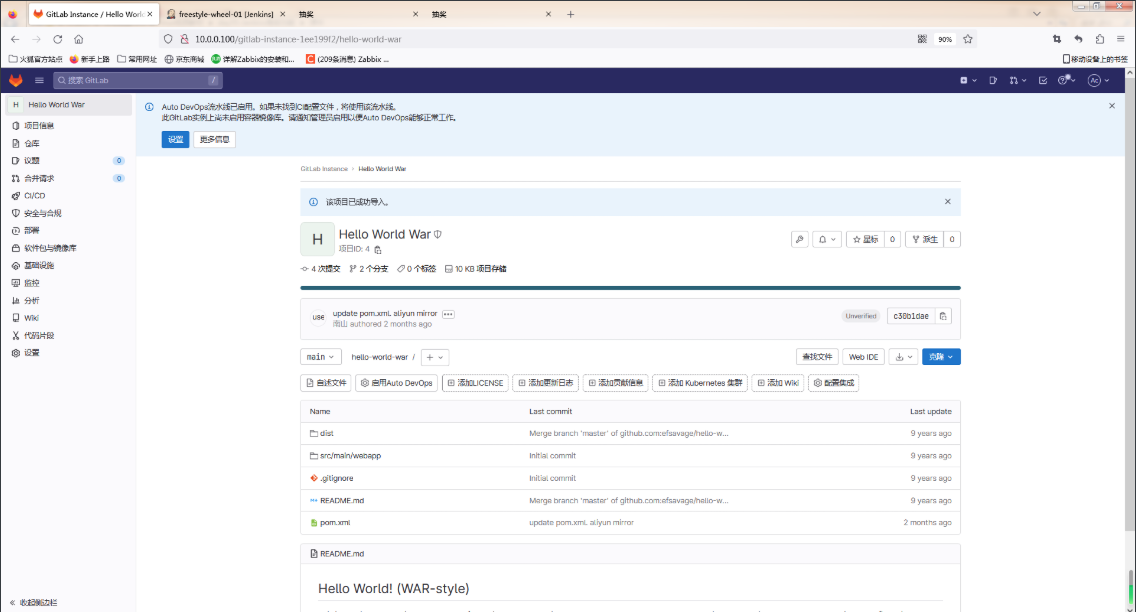 GitLab Instance / Hello Worl
freestyle-wheel-01 [Jenkins]
抽奖
抽奖
10.0.0.100/gitlab-instance-1ee199f2/hello-world-war
90%
火狐官方站点
新手上路
常用网址
京东商城
详解Zabbix的安装和...
(209条消息) Zabbix ...
移动设备上的书签
搜索 GitLab
/
H
Hello World War
项目信息
仓库
议题
0
合并请求
0
CI/CD
安全与合规
部署
软件包与镜像库
基础设施
监控
分析
Wiki
代码片段
设置
收起侧边栏
Auto DevOps流水线已启用。如果未找到CI配置文件，将使用该流水线。
此GitLab实例上尚未启用容器镜像库。请通知管理员启用以便Auto DevOps能够正常工作。
设置
更多信息
GitLab Instance › Hello World War
该项目已成功导入。
H
Hello World War
项目ID: 4
星标
0
派生
0
4 次提交
2 个分支
0 个标签
10 KB 项目存储
use
update pom.xml aliyun mirror
南山 authored 2 months ago
Unverified
c30b1dae
main
hello-world-war /
查找文件
Web IDE
克隆
自述文件
启用Auto DevOps
添加LICENSE
添加更新日志
添加贡献信息
添加 Kubernetes 集群
添加 Wiki
配置集成
Name Last commit Last update
dist Merge branch 'master' of github.com:efsavage/hello-w... 9 years ago
src/main/webapp Initial commit 9 years ago
.gitignore Initial commit 9 years ago
README.md Merge branch 'master' of github.com:efsavage/hello-w... 9 years ago
pom.xml update pom.xml aliyun mirror 2 months ago
README.md
Hello World! (WAR-style)